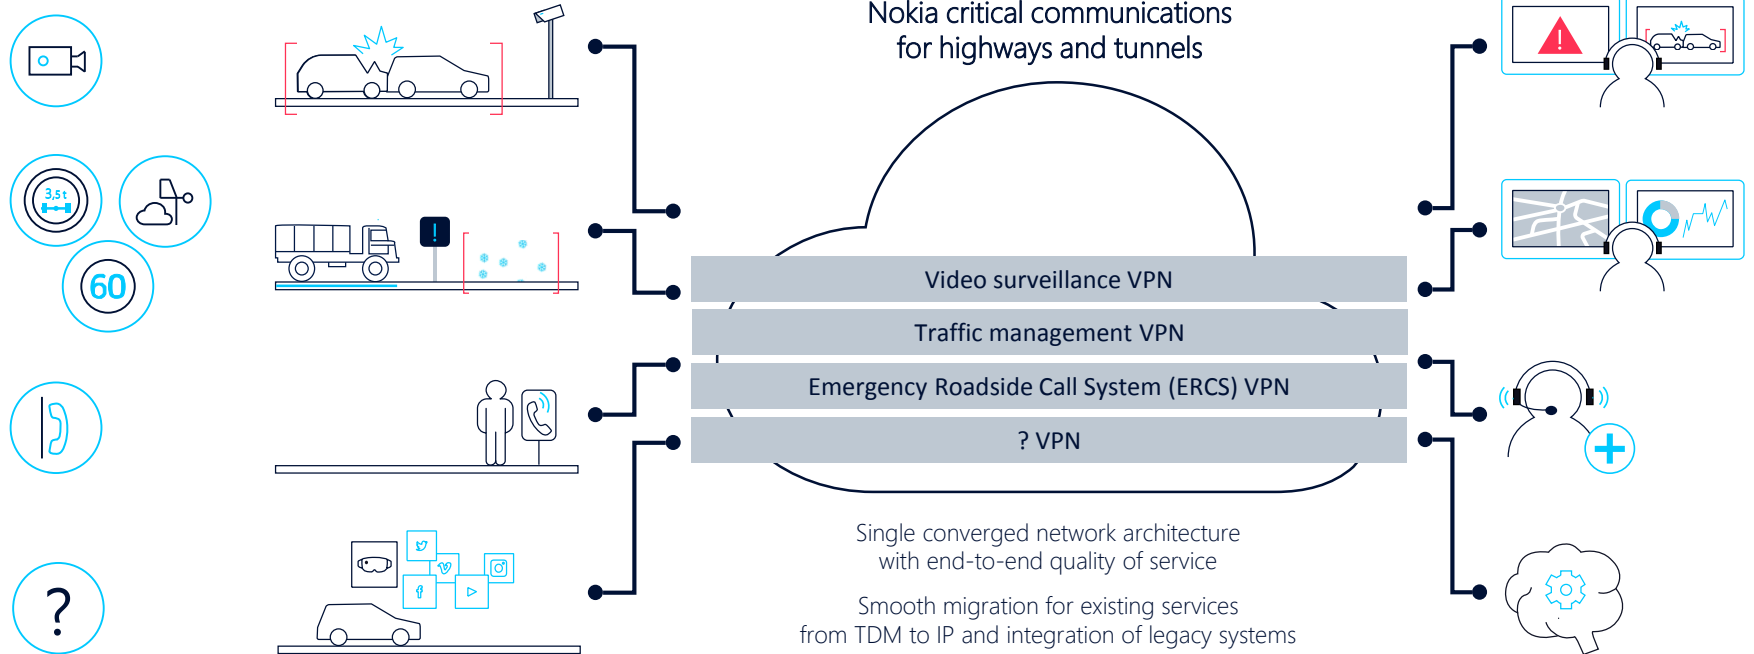 Nokia critical communications
for highways and tunnels
3,5 t
60
!
!
Video surveillance VPN
Traffic management VPN
Emergency Roadside Call System (ERCS) VPN
? VPN
?
Single converged network architecture
with end-to-end quality of service
Smooth migration for existing services
from TDM to IP and integration of legacy systems